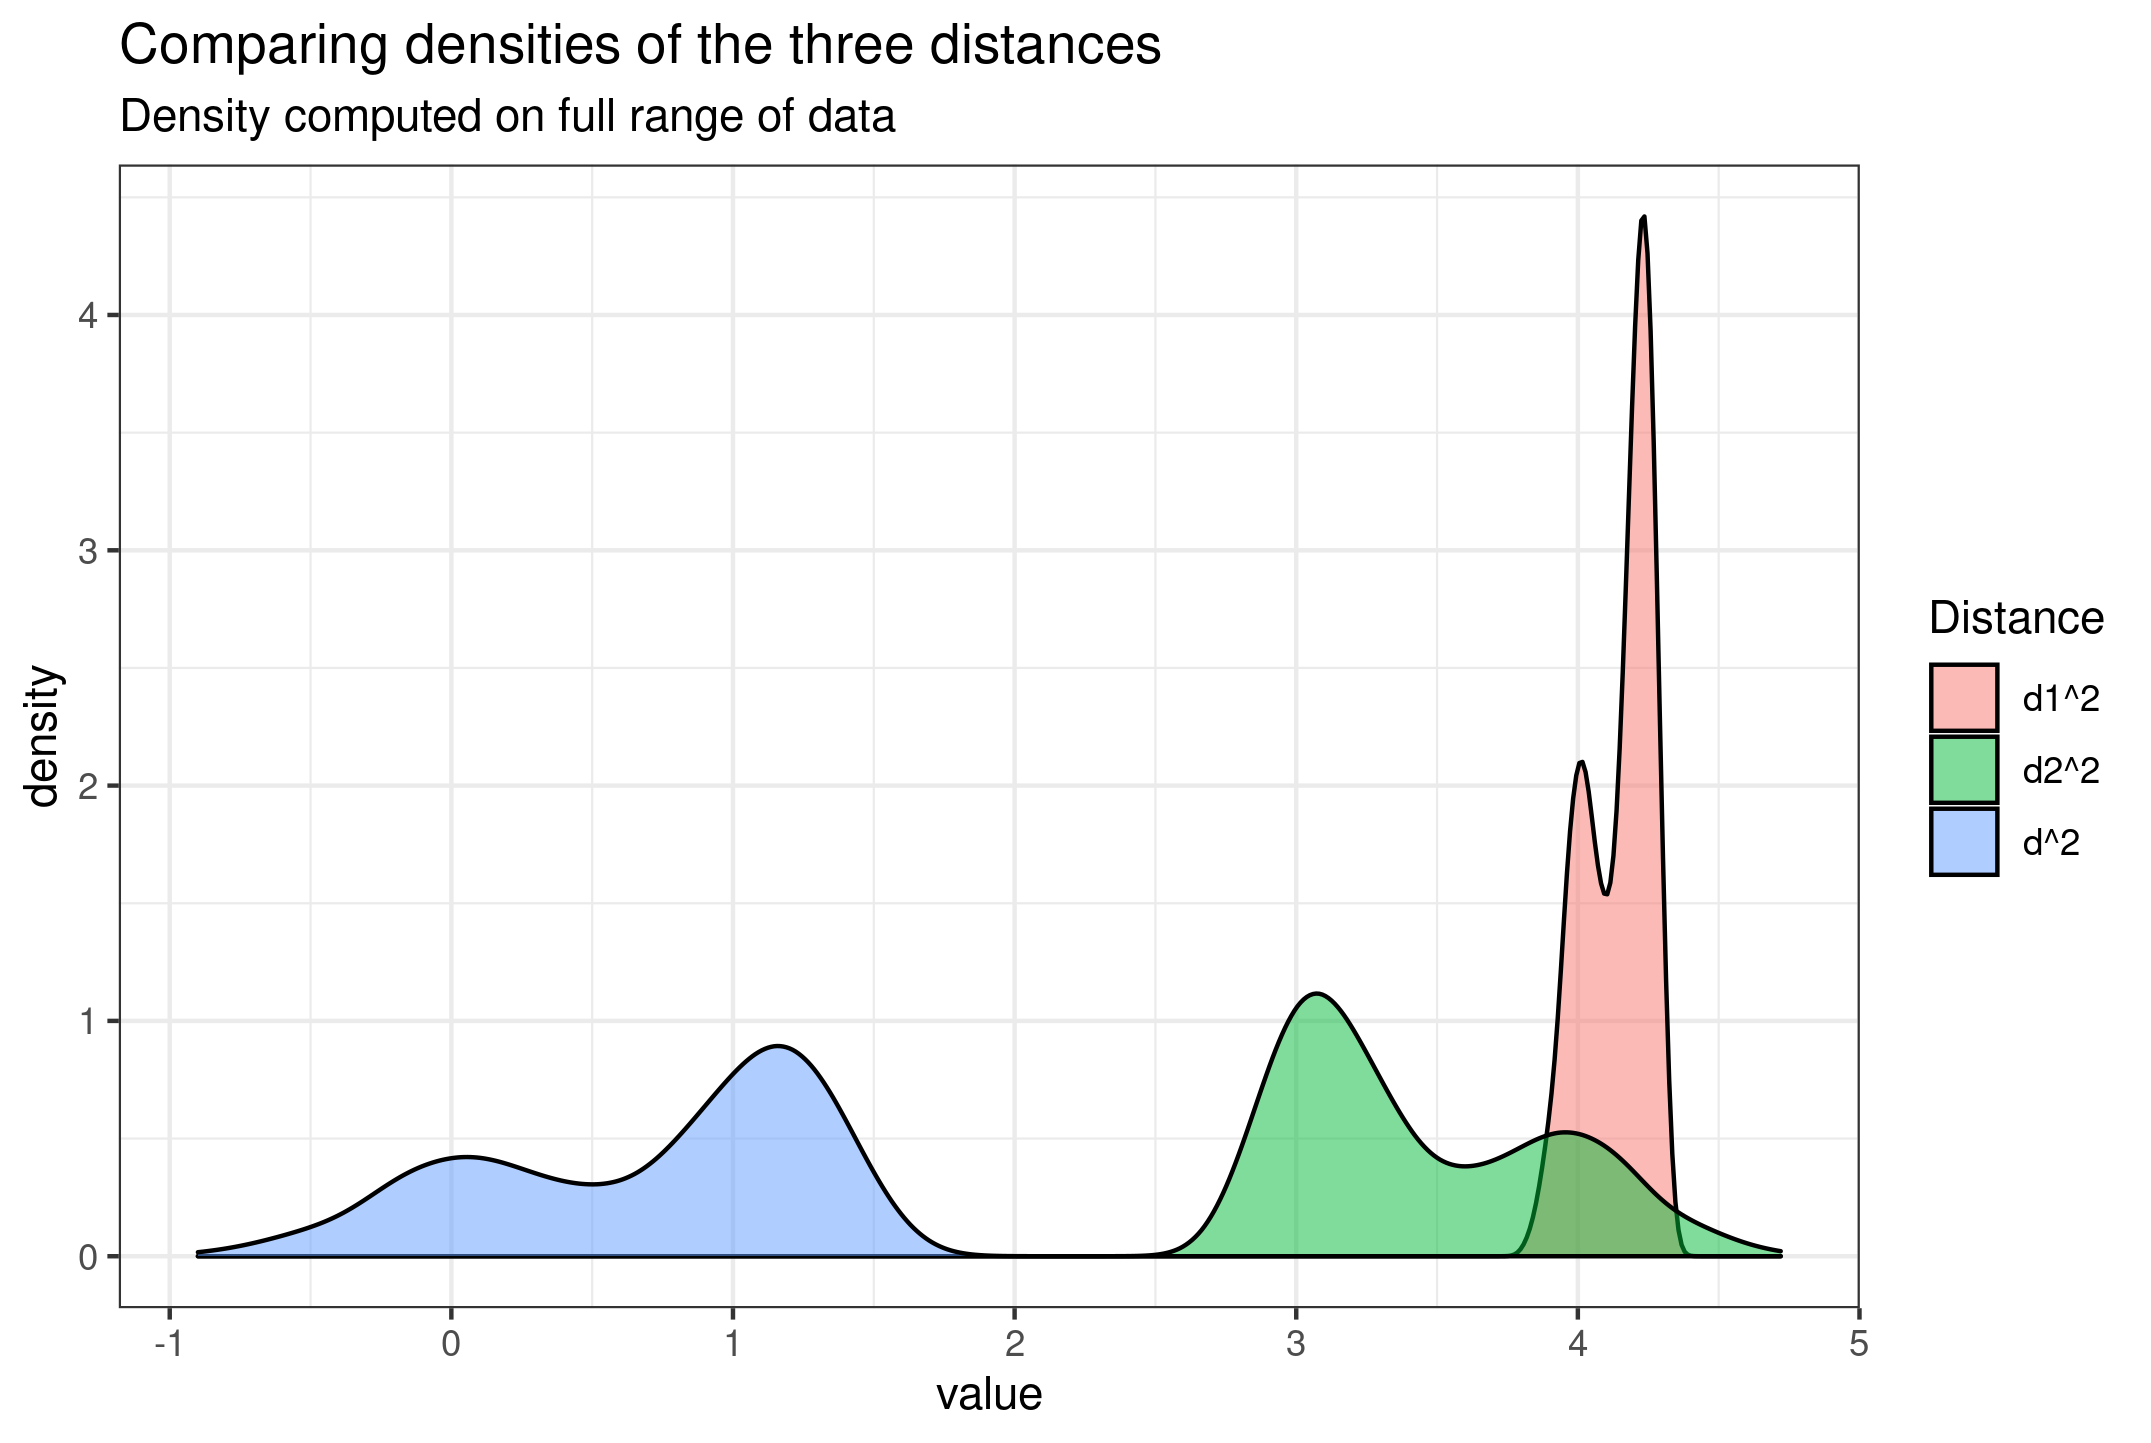 Comparing densities of the three distances
Density computed on full range of data
density
4
3
2
1
0
-1
0
1
2
3
4
5
value
Distance
d1^2
d2^2
d^2